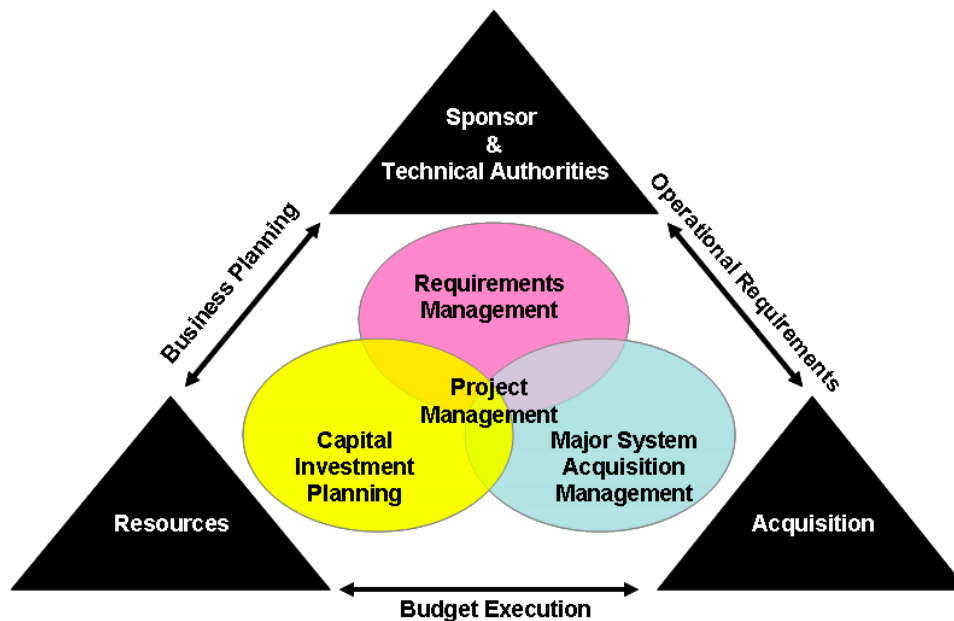 Sponsor
&
Technical Authorities
Business Planning
Operational Requirements
Requirements
Management
Project
Management
Capital
Investment
Planning
Major System
Acquisition
Management
Resources
Acquisition
Budget Execution